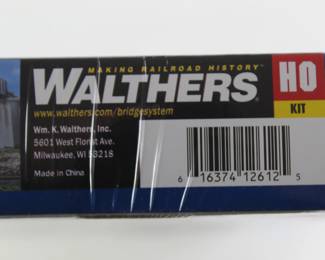 MAKING RAILROAD HISTORY™
WALTHERS
HO
KIT
www.walthers.com/bridgesystem
Wm. K. Walthers, Inc.
5601 West Florist Ave.
Milwaukee, WI 53218
Made in China
6 16374 12612 5